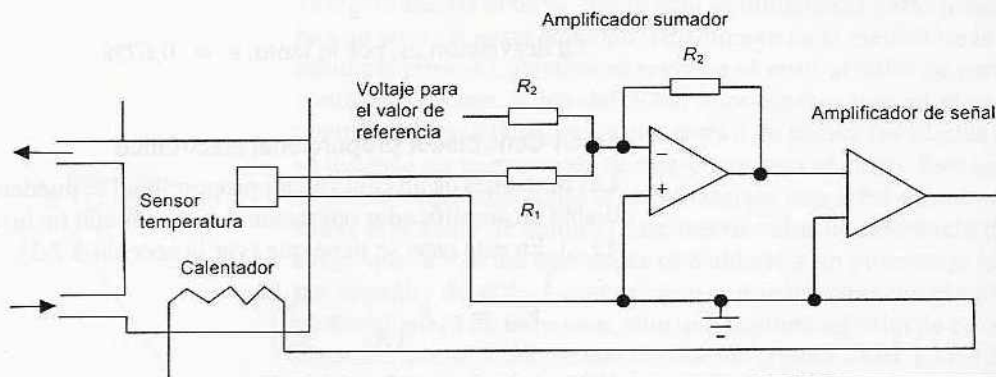 Amplificador sumador
R2
Voltaje para
el valor de
referencia
R2
Amplificador de señal
+
Sensor
temperatura
R1
Calentador